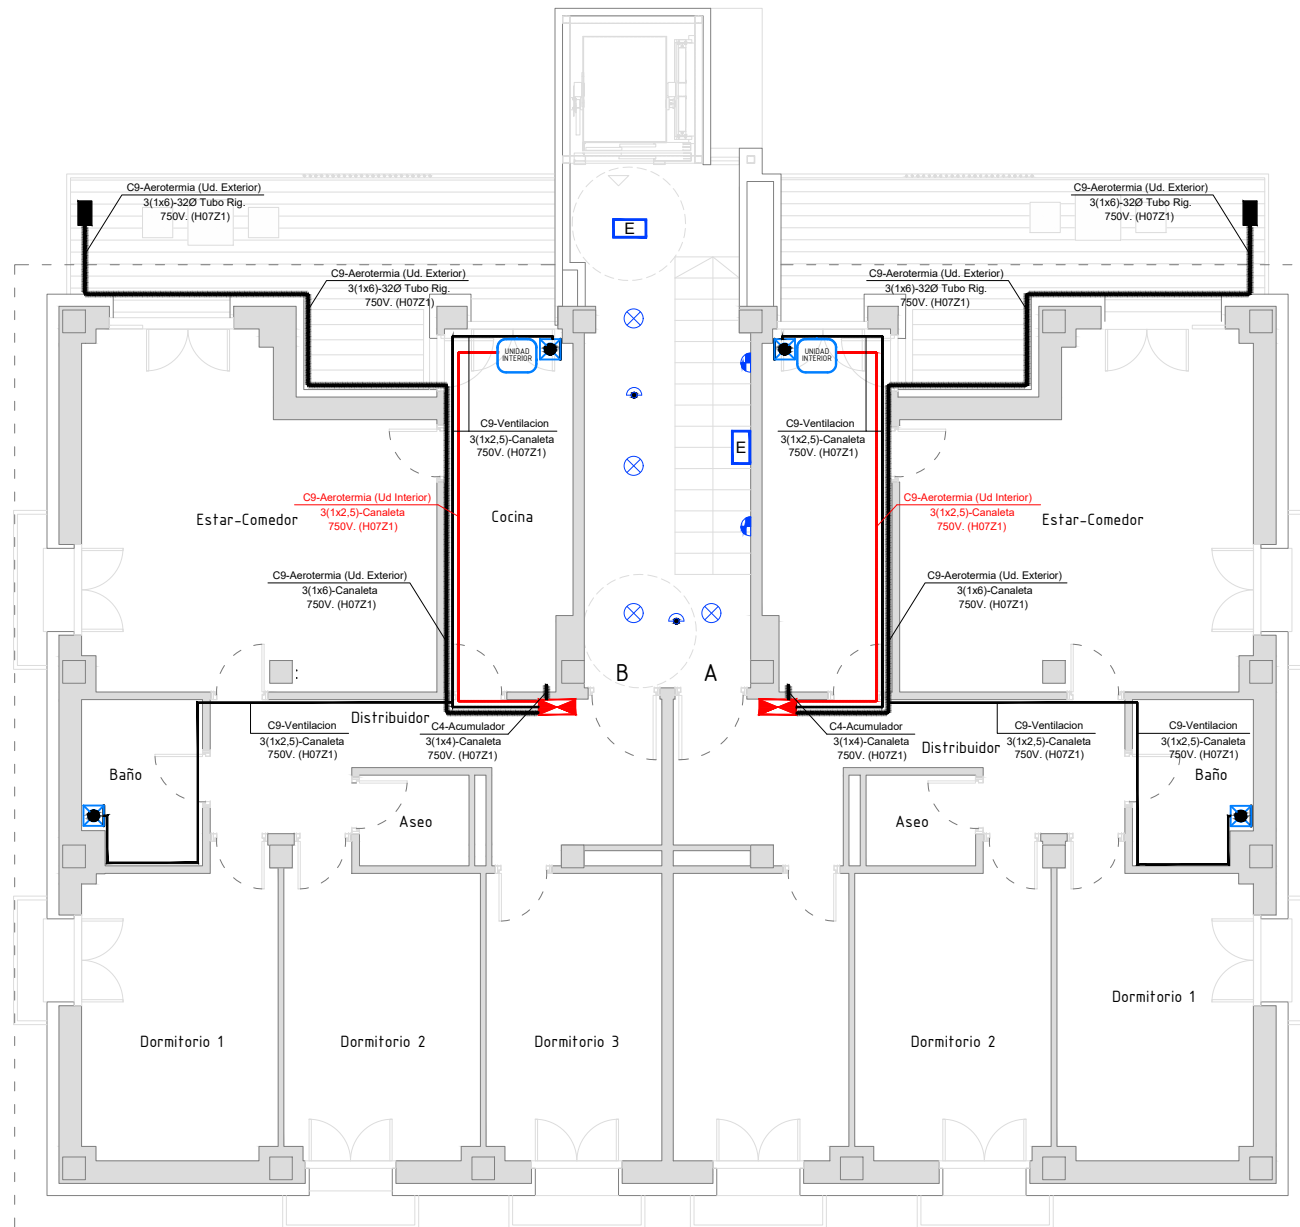 C9-Aerotermia (Ud. Exterior)
3(1x6)-32Ø Tubo Rig.
750V. (H07Z1)
C9-Aerotermia (Ud. Exterior)
3(1x6)-32Ø Tubo Rig.
750V. (H07Z1)
E
C9-Aerotermia (Ud. Exterior)
3(1x6)-32Ø Tubo Rig.
750V. (H07Z1)
C9-Aerotermia (Ud. Exterior)
3(1x6)-32Ø Tubo Rig.
750V. (H07Z1)
UNIDAD
INTERIOR
UNIDAD
INTERIOR
C9-Ventilacion
3(1x2,5)-Canaleta
750V. (H07Z1)
E
C9-Ventilacion
3(1x2,5)-Canaleta
750V. (H07Z1)
C9-Aerotermia (Ud Interior)
3(1x2,5)-Canaleta
750V. (H07Z1)
C9-Aerotermia (Ud Interior)
3(1x2,5)-Canaleta
750V. (H07Z1)
Estar-Comedor
Cocina
Estar-Comedor
C9-Aerotermia (Ud. Exterior)
3(1x6)-Canaleta
750V. (H07Z1)
C9-Aerotermia (Ud. Exterior)
3(1x6)-Canaleta
750V. (H07Z1)
:
B
A
Distribuidor
C9-Ventilacion
3(1x2,5)-Canaleta
750V. (H07Z1)
C4-Acumulador
3(1x4)-Canaleta
750V. (H07Z1)
C4-Acumulador
3(1x4)-Canaleta
750V. (H07Z1)
Distribuidor
C9-Ventilacion
3(1x2,5)-Canaleta
750V. (H07Z1)
C9-Ventilacion
3(1x2,5)-Canaleta
750V. (H07Z1)
Baño
Baño
Aseo
Aseo
Dormitorio 1
Dormitorio 1
Dormitorio 2
Dormitorio 3
Dormitorio 2